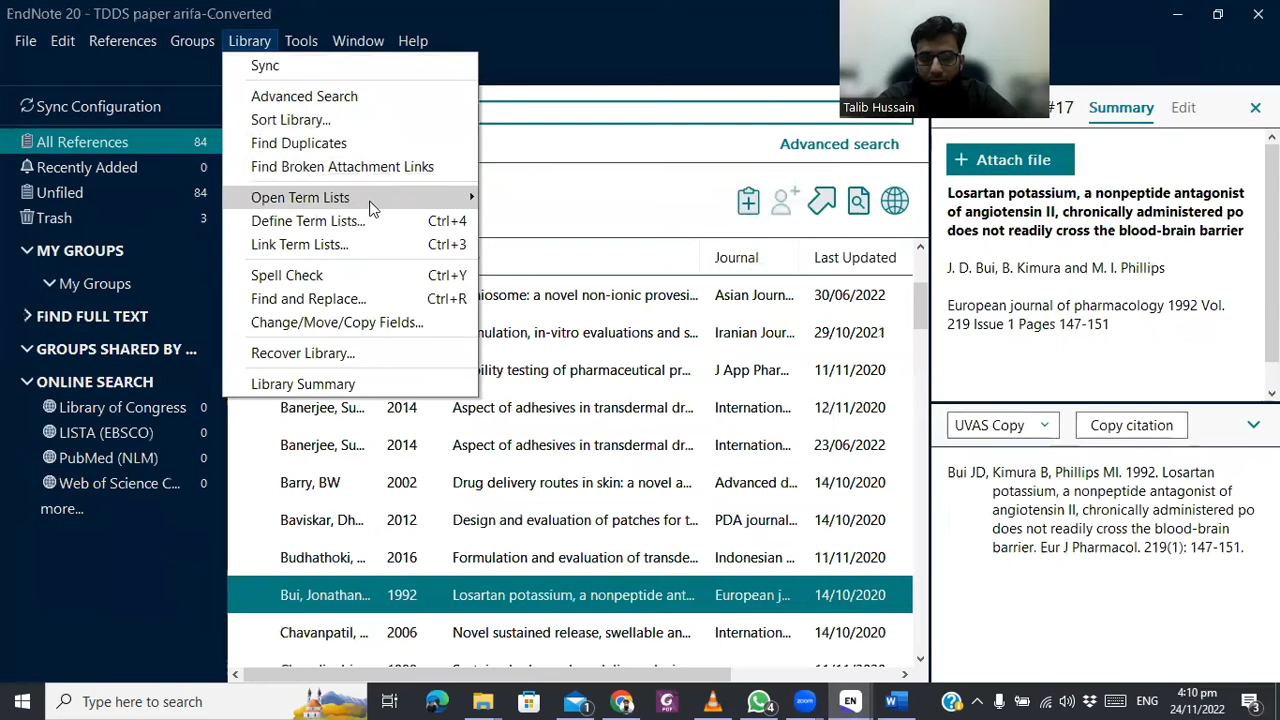 EndNote 20 - TDDS paper arifa-Converted
File Edit References Groups Library Tools Window Help
Talib Hussain
Sync
Advanced Search
Sort Library...
Find Duplicates
Find Broken Attachment Links
Open Term Lists
Define Term Lists... Ctrl+4
Link Term Lists... Ctrl+3
Spell Check Ctrl+Y
Find and Replace... Ctrl+R
Change/Move/Copy Fields...
Recover Library...
Library Summary
Sync Configuration
All References 84
Recently Added
Unfiled 84
Trash 3
MY GROUPS
My Groups
FIND FULL TEXT
GROUPS SHARED BY ...
ONLINE SEARCH
Library of Congress 0
LISTA (EBSCO) 0
PubMed (NLM) 0
Web of Science C... 0
more...
Advanced search
Journal Last Updated
a novel non-ionic provesi... Asian Journ... 30/06/2022
in-vitro evaluations and s... Iranian Jour... 29/10/2021
testing of pharmaceutical pr... J App Phar... 11/11/2020
Banerjee, Su... 2014 Aspect of adhesives in transdermal dr... Internation... 12/11/2020
Banerjee, Su... 2014 Aspect of adhesives in transdermal dr... Internation... 23/06/2022
Barry, BW 2002 Drug delivery routes in skin: a novel a... Advanced d... 14/10/2020
Baviskar, Dh... 2012 Design and evaluation of patches for t... PDA journal... 14/10/2020
Budhathoki, ... 2016 Formulation and evaluation of transde... Indonesian ... 11/11/2020
Bui, Jonathan... 1992 Losartan potassium, a nonpeptide ant... European j... 14/10/2020
Chavanpatil, ... 2006 Novel sustained release, swellable an... Internation... 14/10/2020
#17 Summary Edit
Attach file
Losartan potassium, a nonpeptide antagonist
of angiotensin II, chronically administered po
does not readily cross the blood-brain barrier
J. D. Bui, B. Kimura and M. I. Phillips
European journal of pharmacology 1992 Vol.
219 Issue 1 Pages 147-151
UVAS Copy Copy citation
Bui JD, Kimura B, Phillips MI. 1992. Losartan
potassium, a nonpeptide antagonist of
angiotensin II, chronically administered po
does not readily cross the blood-brain
barrier. Eur J Pharmacol. 219(1): 147-151.
Type here to search
1
4
zoom
EN
ENG
4:10 pm
24/11/2022
3